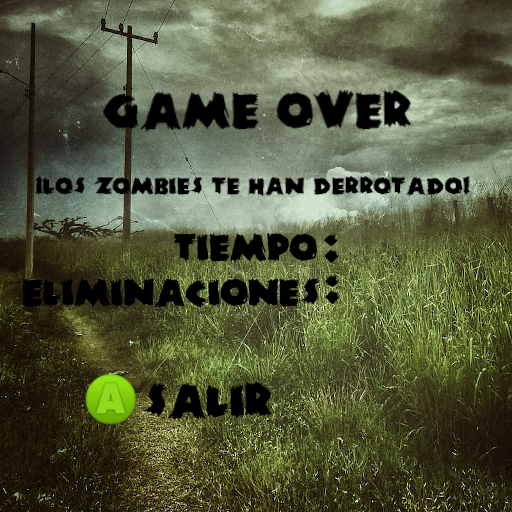 GAME OVER
¡LOS ZOMBIES TE HAN DERROTADO!
TIEMPO:
ELIMINACIONES:
A SALIR